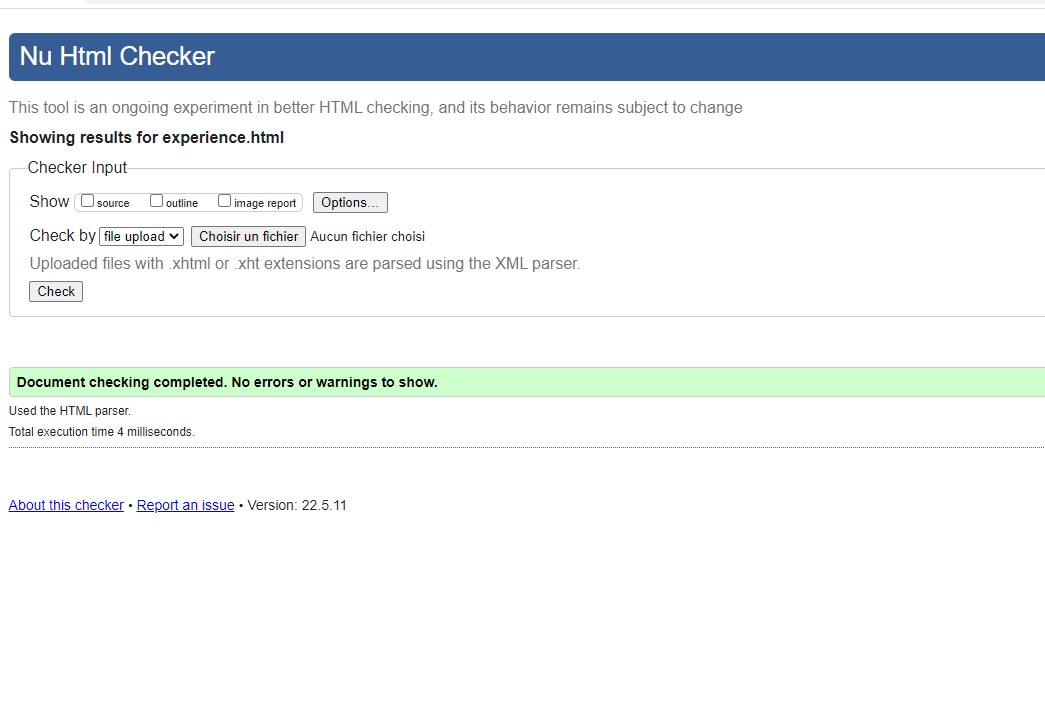 Nu Html Checker
This tool is an ongoing experiment in better HTML checking, and its behavior remains subject to change
Showing results for experience.html
Checker Input
Show source outline image report Options...
Check by file upload Choisir un fichier Aucun fichier choisi
Uploaded files with .xhtml or .xht extensions are parsed using the XML parser.
Check
Document checking completed. No errors or warnings to show.
Used the HTML parser.
Total execution time 4 milliseconds.
About this checker • Report an issue • Version: 22.5.11